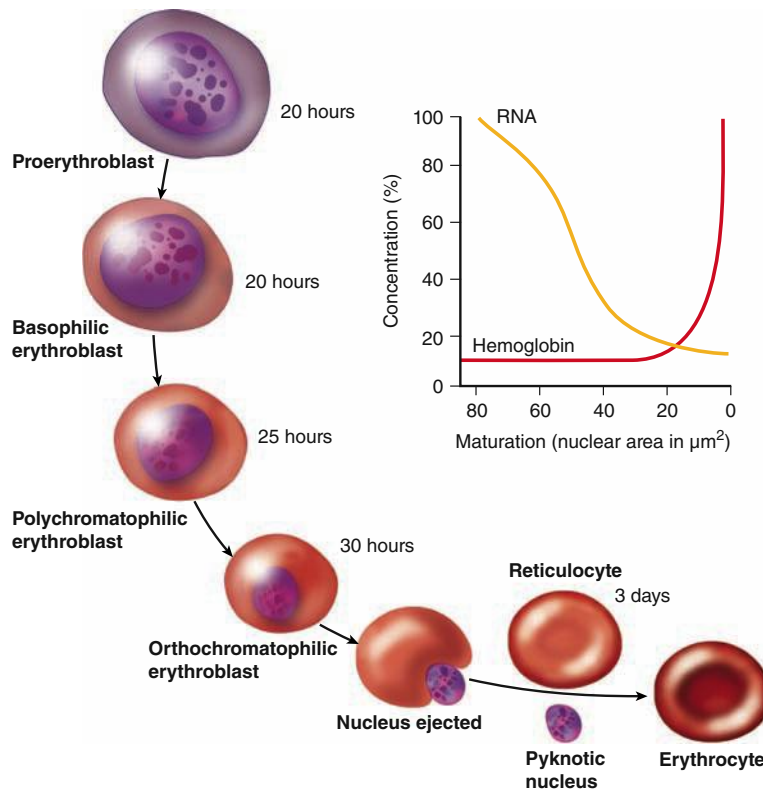 20 hours
Proerythroblast
20 hours
Basophilic
erythroblast
25 hours
Polychromatophilic
erythroblast
30 hours
Orthochromatophilic
erythroblast
Nucleus ejected
Reticulocyte
3 days
Pyknotic
nucleus
Erythrocyte
Concentration (%)
100
80
60
40
20
0
RNA
Hemoglobin
80 60 40 20 0
Maturation (nuclear area in μm²)